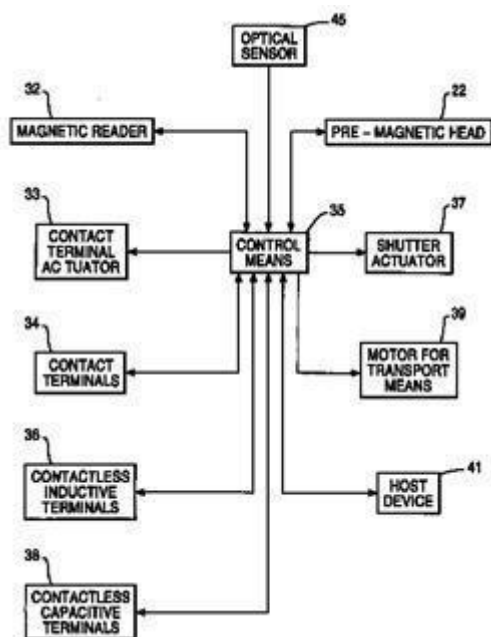 45
OPTICAL
SENSOR
32
MAGNETIC READER
22
PRE - MAGNETIC HEAD
33
CONTACT
TERMINAL
AC TUATOR
35
CONTROL
MEANS
37
SHUTTER
ACTUATOR
34
CONTACT
TERMINALS
39
MOTOR FOR
TRANSPORT
MEANS
36
CONTACTLESS
INDUCTIVE
TERMINALS
41
HOST
DEVICE
38
CONTACTLESS
CAPACITIVE
TERMINALS